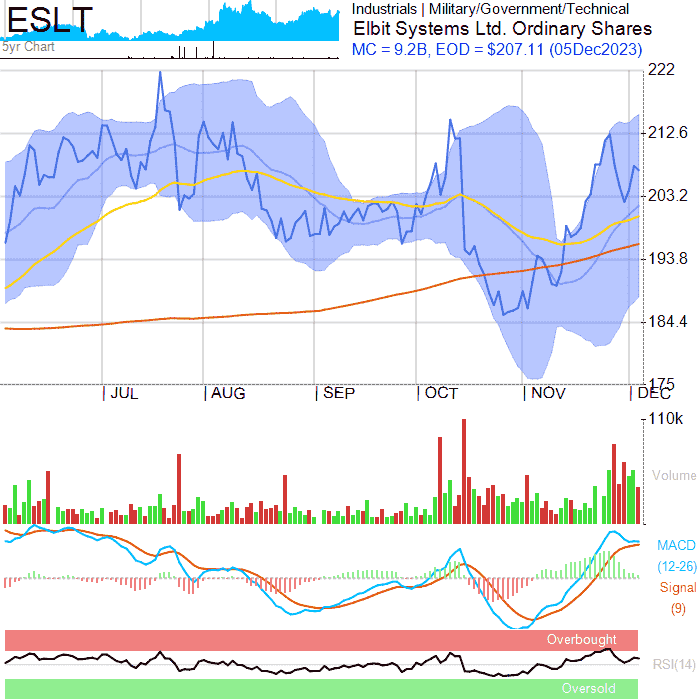 ESLT
5yr Chart
Industrials | Military/Government/Technical
Elbit Systems Ltd. Ordinary Shares
MC = 9.2B, EOD = $207.11 (05Dec2023)
222
212.6
203.2
193.8
184.4
175
JUL
AUG
SEP
OCT
NOV
DEC
110k
Volume
MACD
(12-26)
Signal
(9)
Overbought
RSI(14)
Oversold